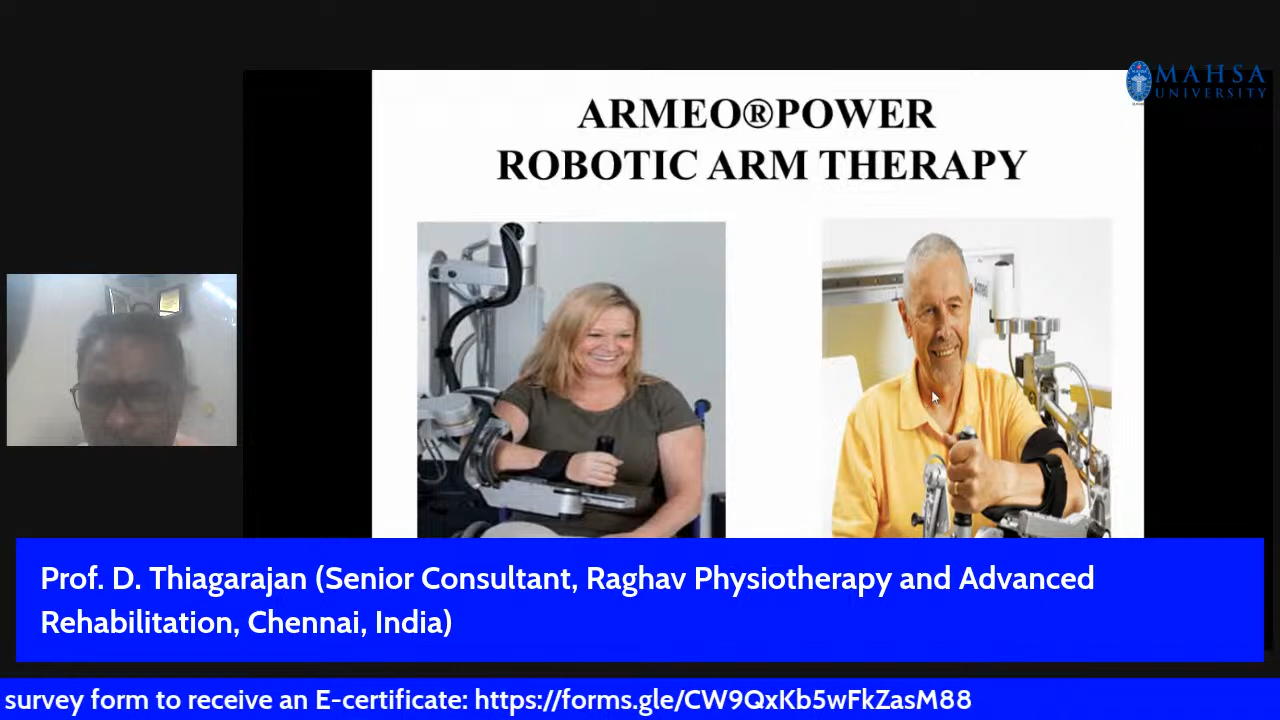 MAHSA
UNIVERSITY
ARMEO®POWER
ROBOTIC ARM THERAPY
Prof. D. Thiagarajan (Senior Consultant, Raghav Physiotherapy and Advanced
Rehabilitation, Chennai, India)
survey form to receive an E-certificate: https://forms.gle/CW9QxKb5wFkZasM88